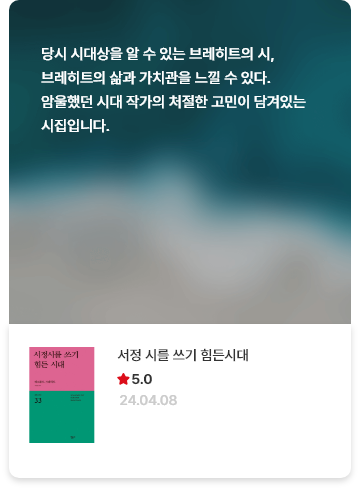 당시 시대상을 알 수 있는 브레히트의 시,
브레히트의 삶과 가치관을 느낄 수 있다.
암울했던 시대 작가의 처절한 고민이 담겨있는
시집입니다.
서정시를 쓰기
힘든 시대
33
서정 시를 쓰기 힘든시대
5.0
24.04.08